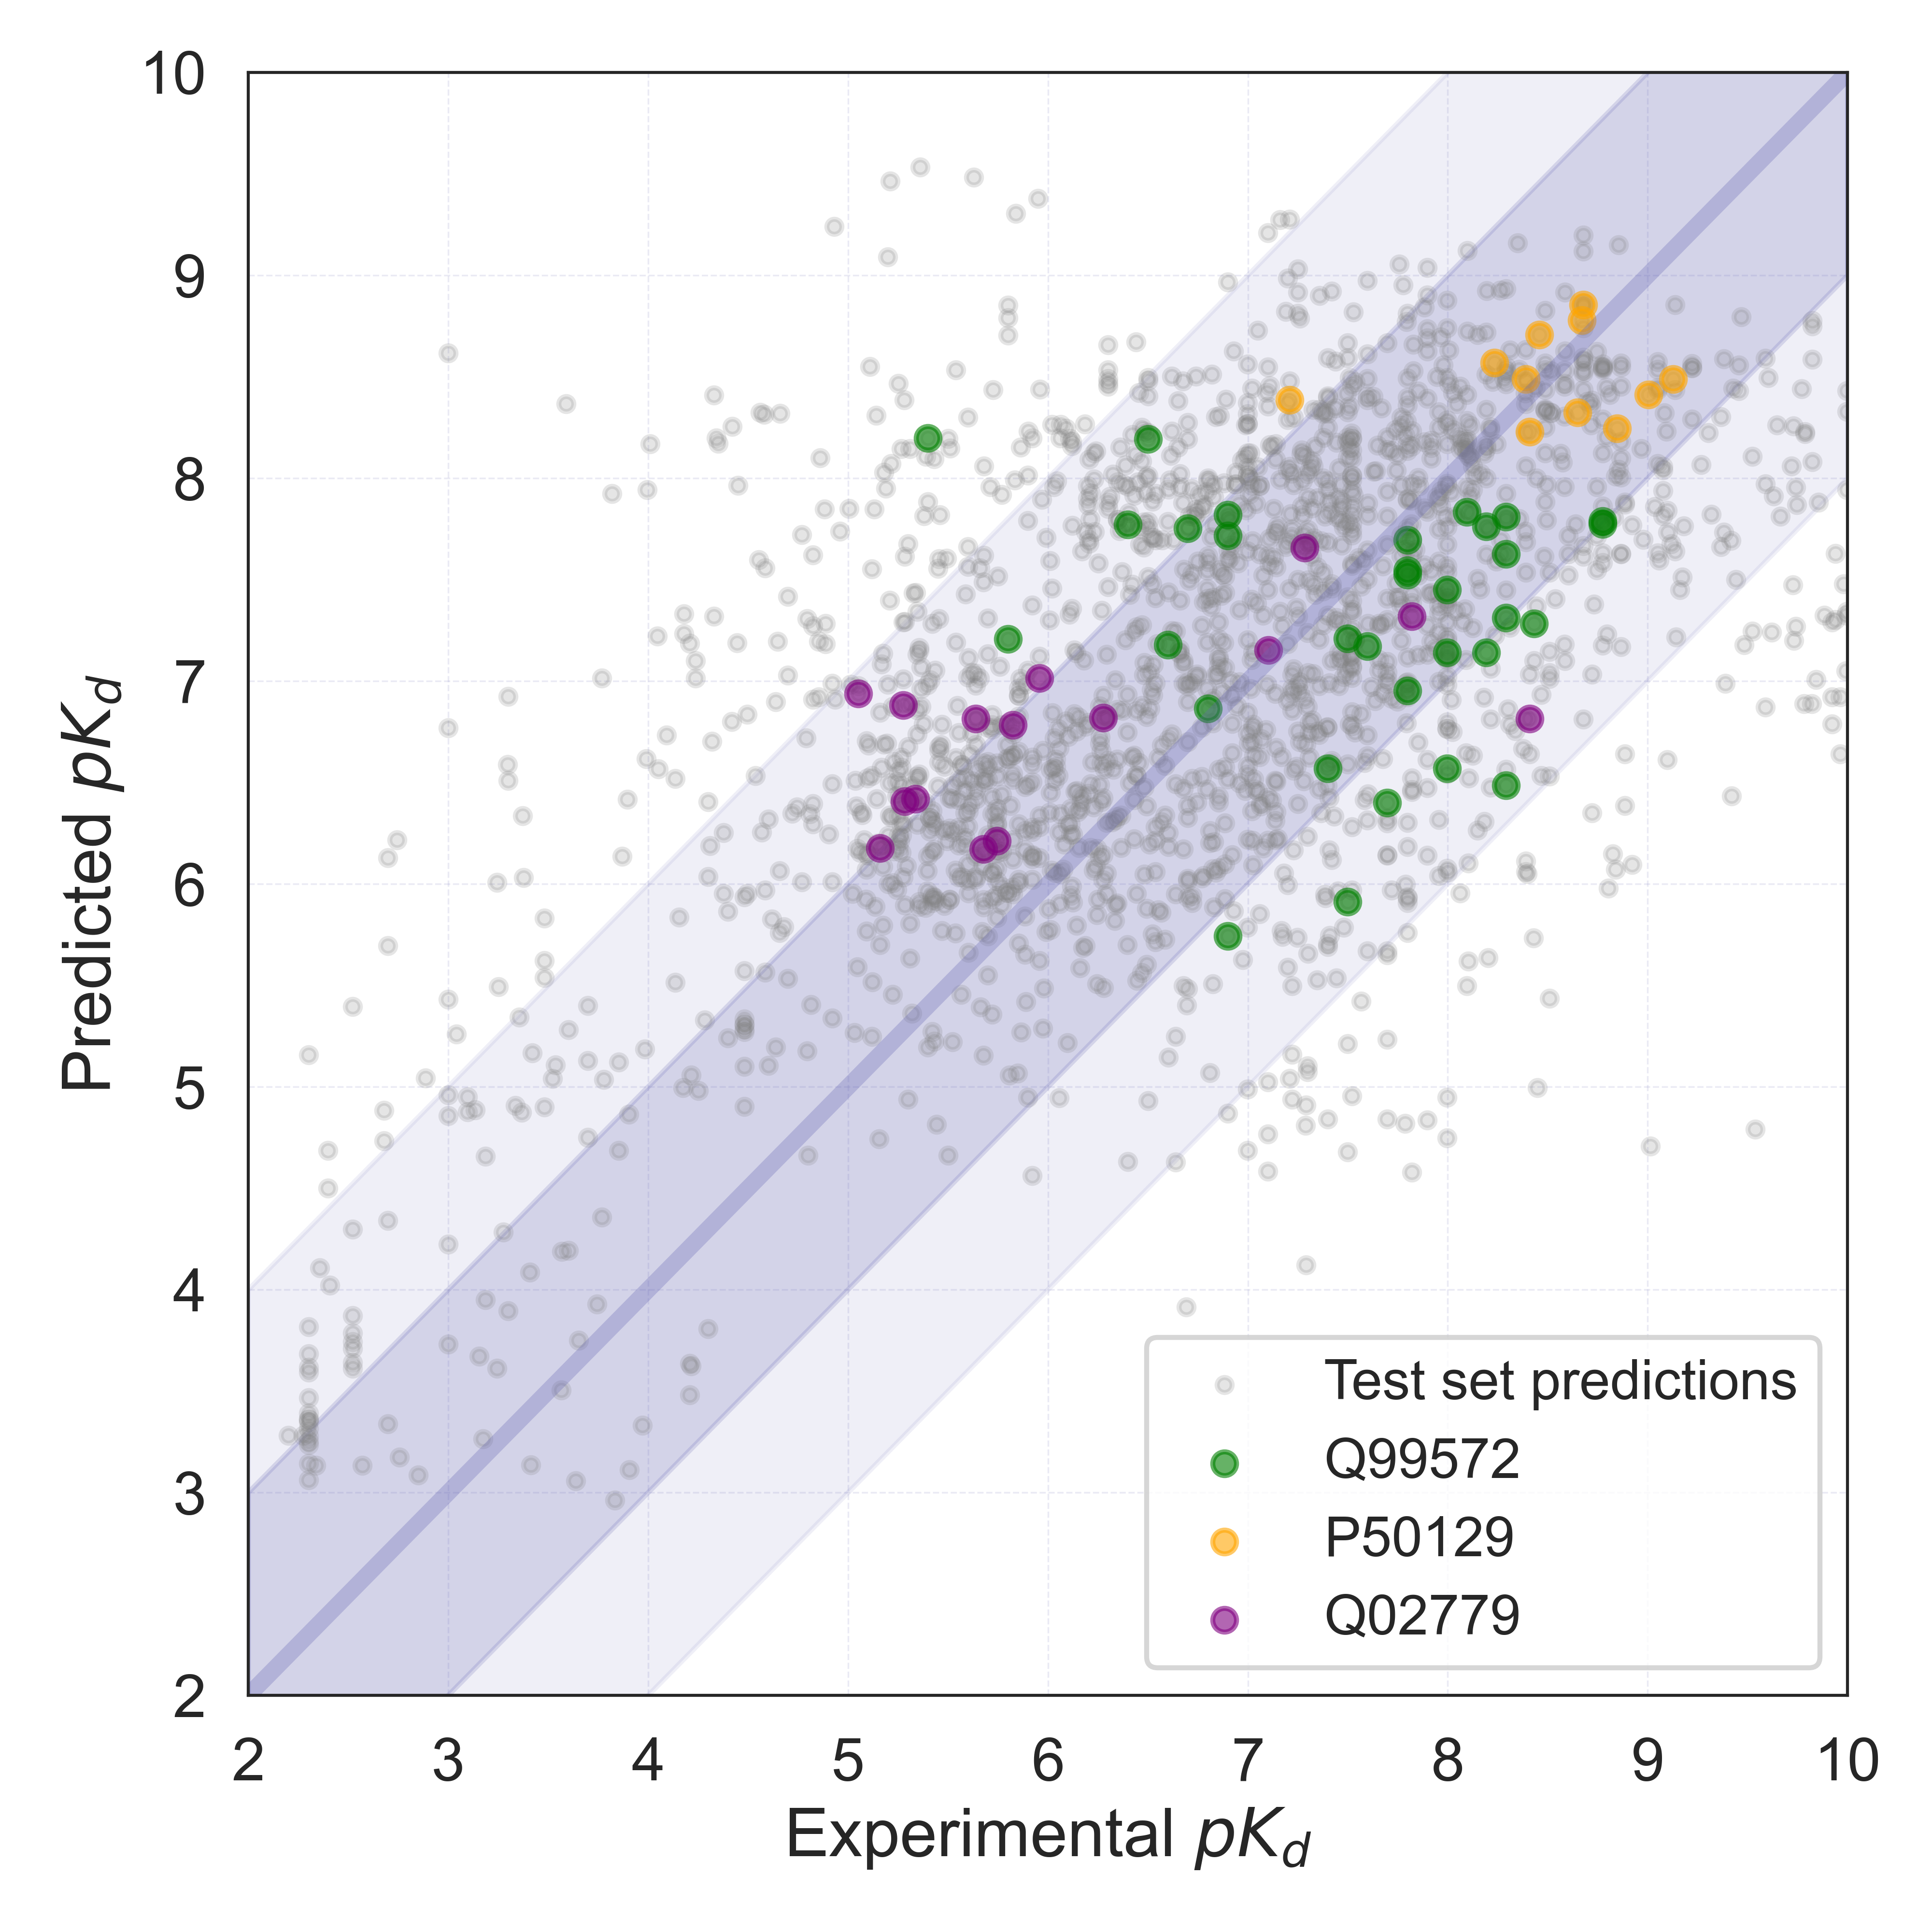 10
9
8
7
6
5
4
3
2
Predicted pK_d
Test set predictions
Q99572
P50129
Q02779
2 3 4 5 6 7 8 9 10
Experimental pK_d